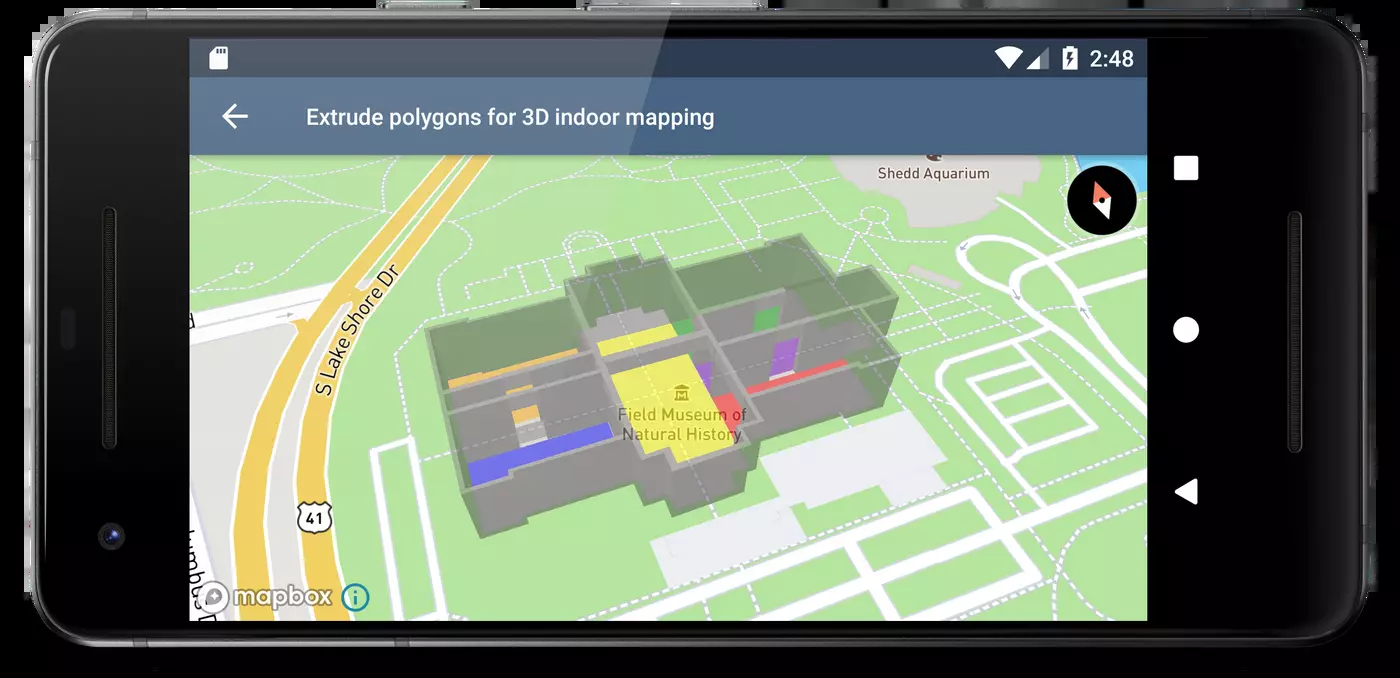 2:48
Extrude polygons for 3D indoor mapping
Shedd Aquarium
S Lake Shore Dr
Field Museum of
Natural History
41
mapbox